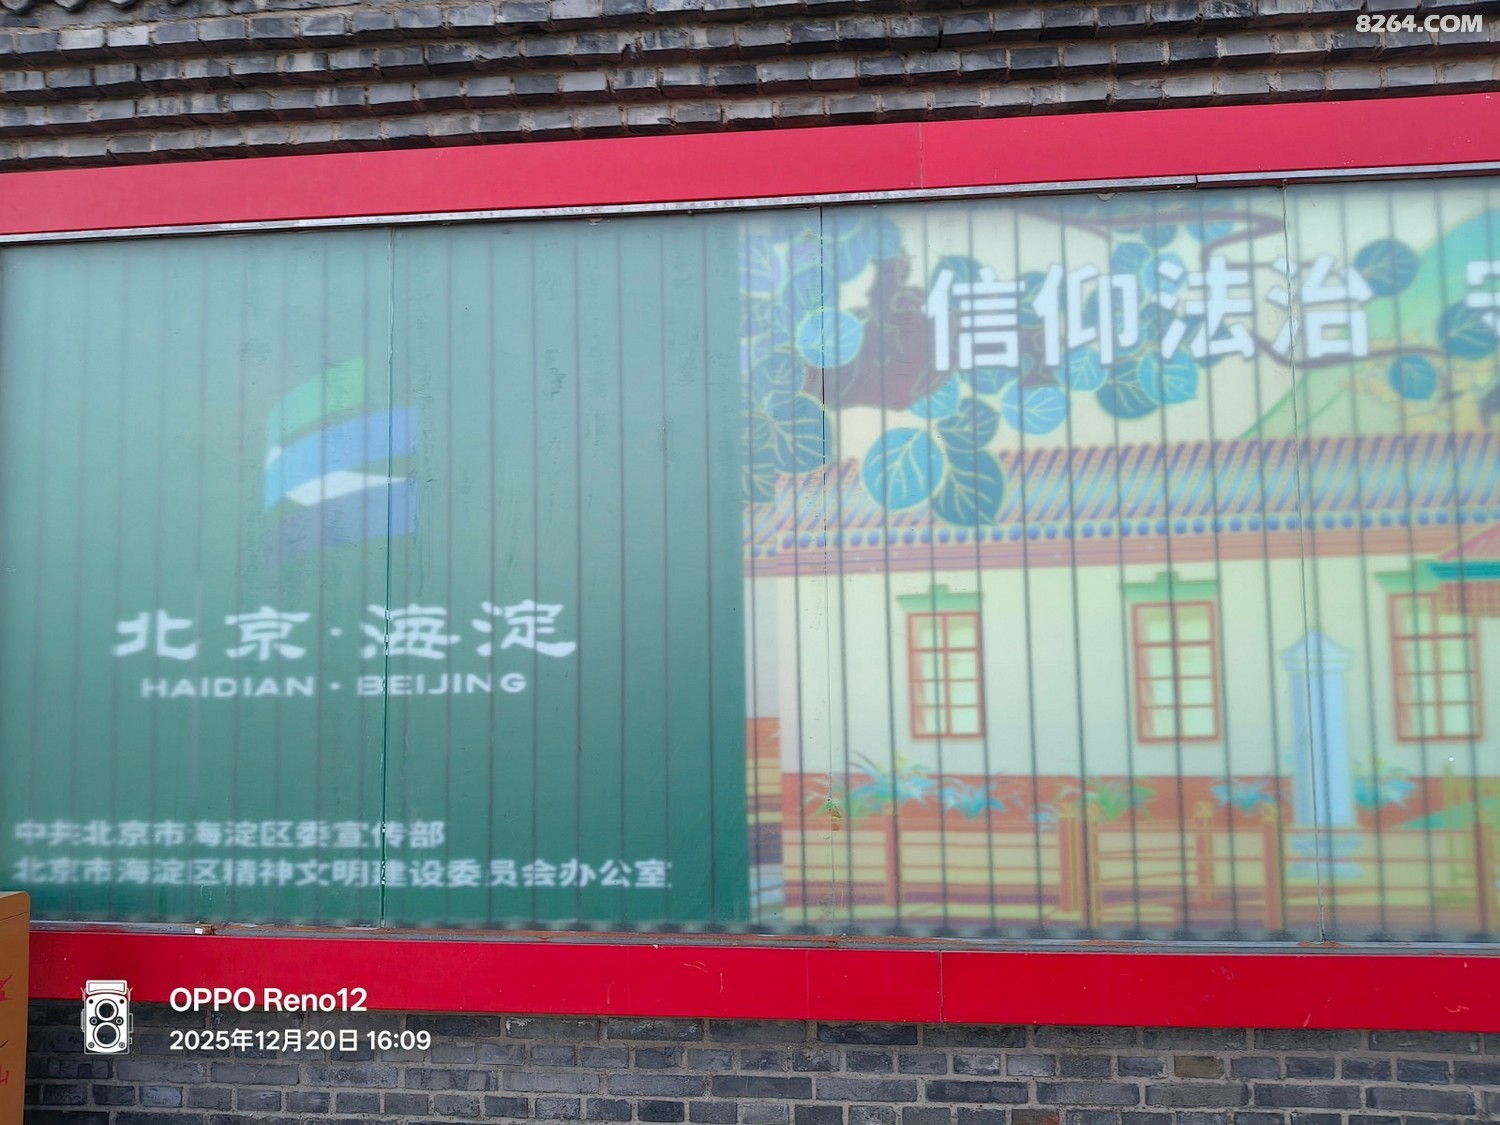 8264.COM
信仰法治
北京·海淀
HAIDIAN · BEIJING
中共北京市海淀区委宣传部
北京市海淀区精神文明建设委员会办公室
OPPO Reno12
2025年12月20日 16:09